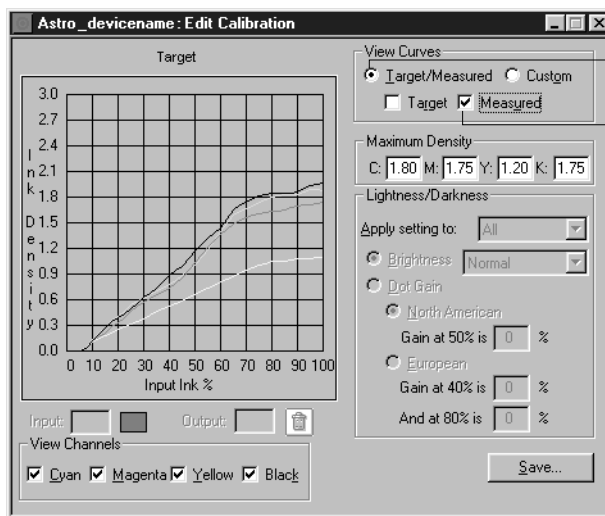 Astro_devicename: Edit Calibration
Target
3.0
2.7
2.4
2.1
1.8
1.5
1.2
0.9
0.6
0.3
0.0
Ink Density
0 10 20 30 40 50 60 70 80 90 100
Input Ink %
Input: Output:
View Channels
Cyan Magenta Yellow Black
View Curves
Target/Measured Custom
Target Measured
Maximum Density
C: 1.80 M: 1.75 Y: 1.20 K: 1.75
Lightness/Darkness
Apply setting to: All
Brightness Normal
Dot Gain
North American
Gain at 50% is 0 %
European
Gain at 40% is 0 %
And at 80% is 0 %
Save...